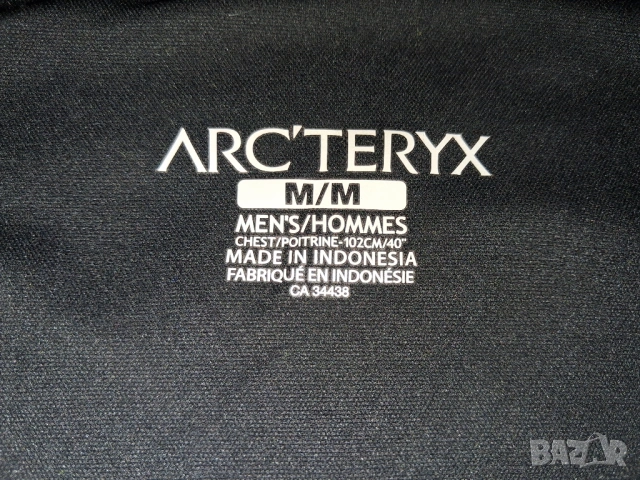 ARC'TERYX
M/M
MEN'S/HOMMES
CHEST/POITRINE-102CM/40"
MADE IN INDONESIA
FABRIQUÉ EN INDONÉSIE
CA 34438
BAZAR